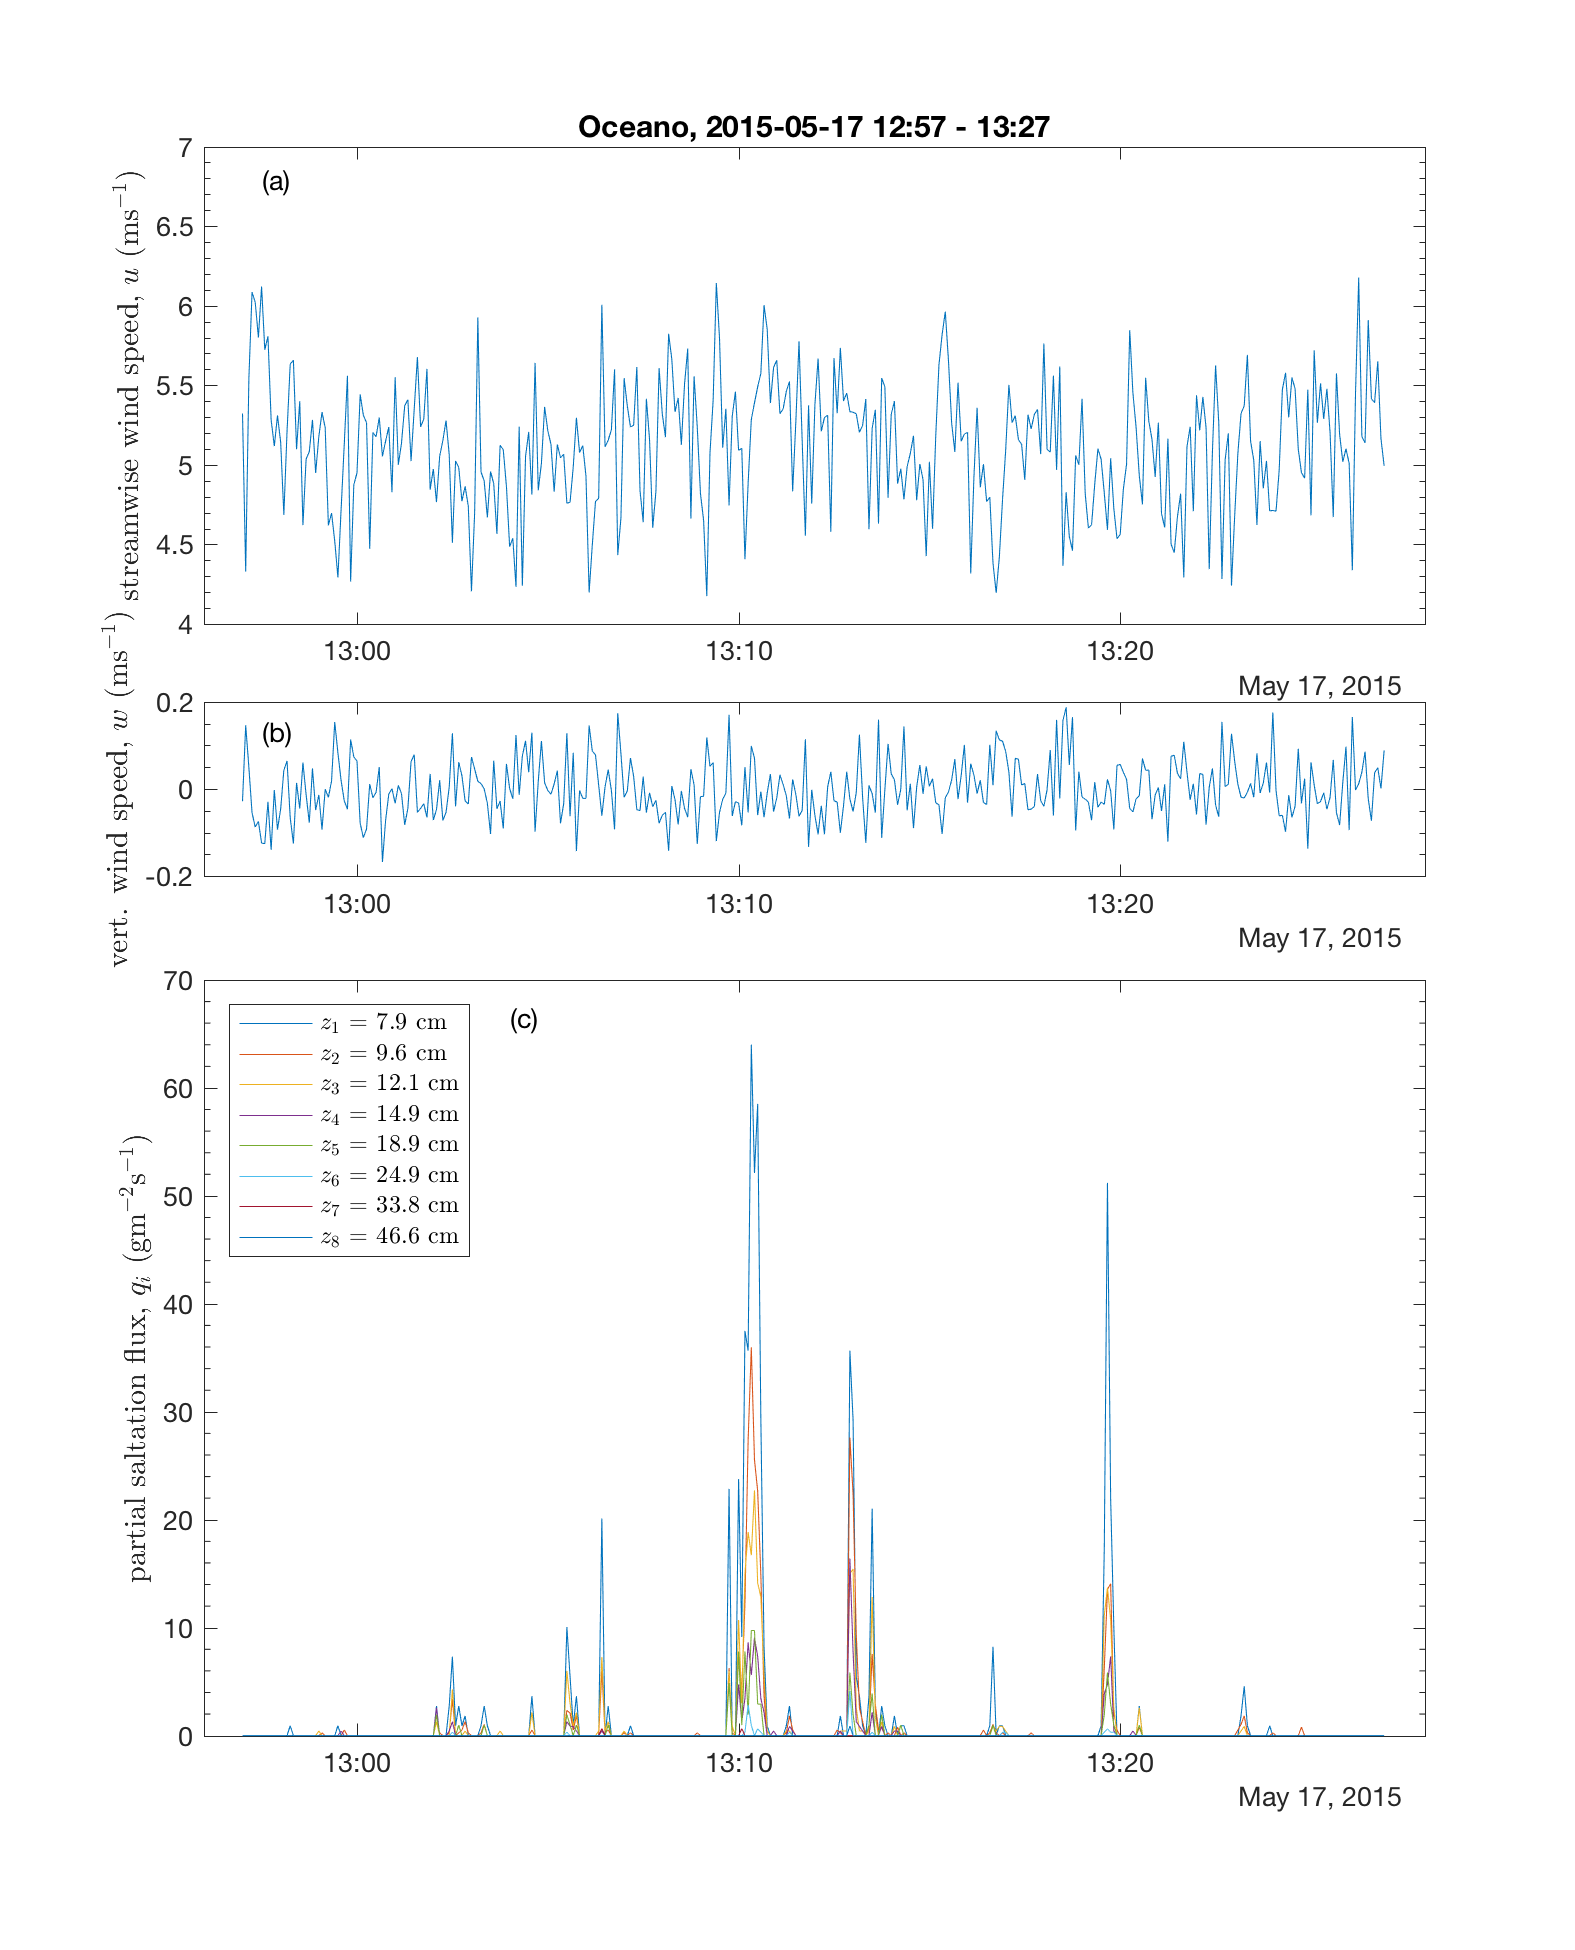 Oceano, 2015-05-17 12:57 - 13:27
(a)
streamwise wind speed, u (ms⁻¹)
7
6.5
6
5.5
5
4.5
4
13:00 13:10 13:20
May 17, 2015
(b)
vert. wind speed, w (ms⁻¹)
0.2
0
-0.2
13:00 13:10 13:20
May 17, 2015
(c)
partial saltation flux, qᵢ (gm⁻²s⁻¹)
70
60
50
40
30
20
10
0
z₁ = 7.9 cm
z₂ = 9.6 cm
z₃ = 12.1 cm
z₄ = 14.9 cm
z₅ = 18.9 cm
z₆ = 24.9 cm
z₇ = 33.8 cm
z₈ = 46.6 cm
13:00 13:10 13:20
May 17, 2015